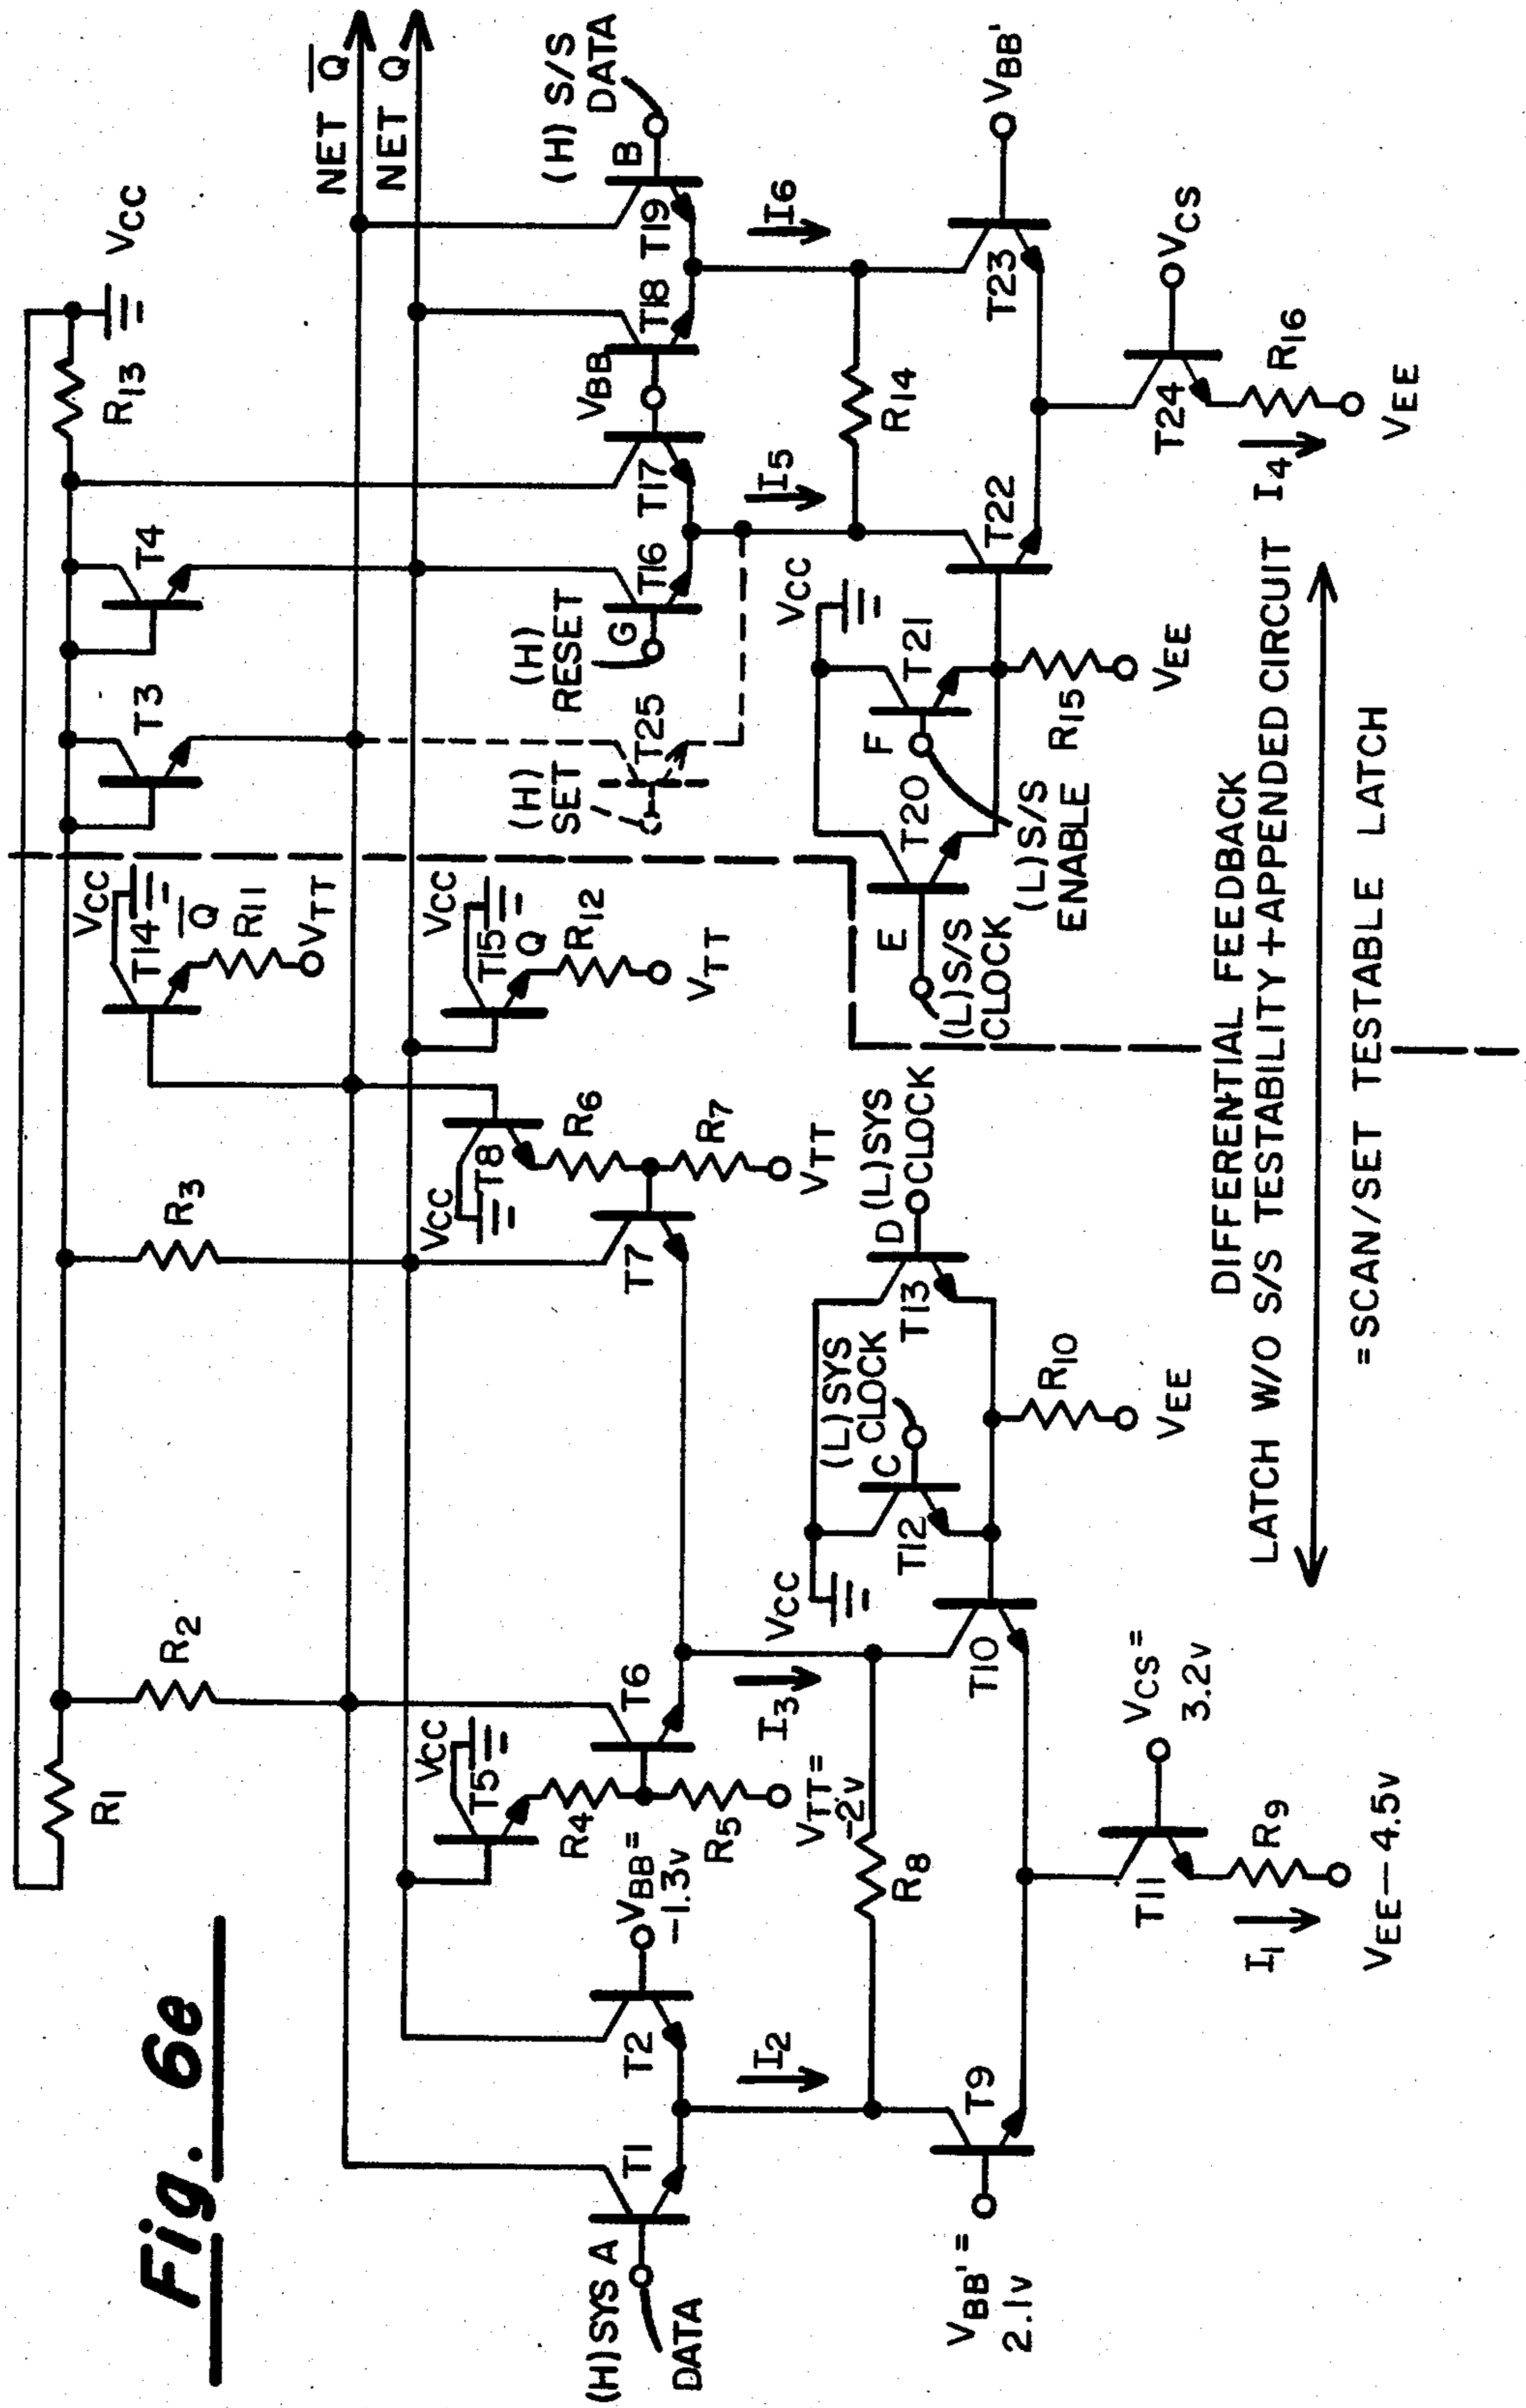 Fig. 6e
R1
R2
R3
R13
VCC
T3
T4
VCC
T14
Q
R11
VTT
NET Q
NET Q
VCC
T15
Q
R12
VTT
VCC
T5
R4
R5
VTT=
-2v
VCC
T8
R6
R7
VTT
(H)SYS A
DATA
T1
T2
VBB=
-1.3v
T6
T7
(H)
SET
T25
(H)
RESET
G
T16
T17
VBB
T18
T19
B
(H) S/S
DATA
I2
I3
I5
I6
R8
R14
VCC
T12
C
(L)SYS
CLOCK
T13
D
(L)SYS
CLOCK
R10
VEE
VCC
E
(L)S/S
CLOCK
T20
F
T21
(L)S/S
ENABLE
R15
VEE
VBB'=
2.1v
T9
T10
T22
T23
VBB'
T11
VCS=
3.2v
I1
R9
VEE—4.5v
T24
VCS
I4
R16
VEE
DIFFERENTIAL FEEDBACK
LATCH W/O S/S TESTABILITY+APPENDED CIRCUIT
=SCAN/SET TESTABLE LATCH